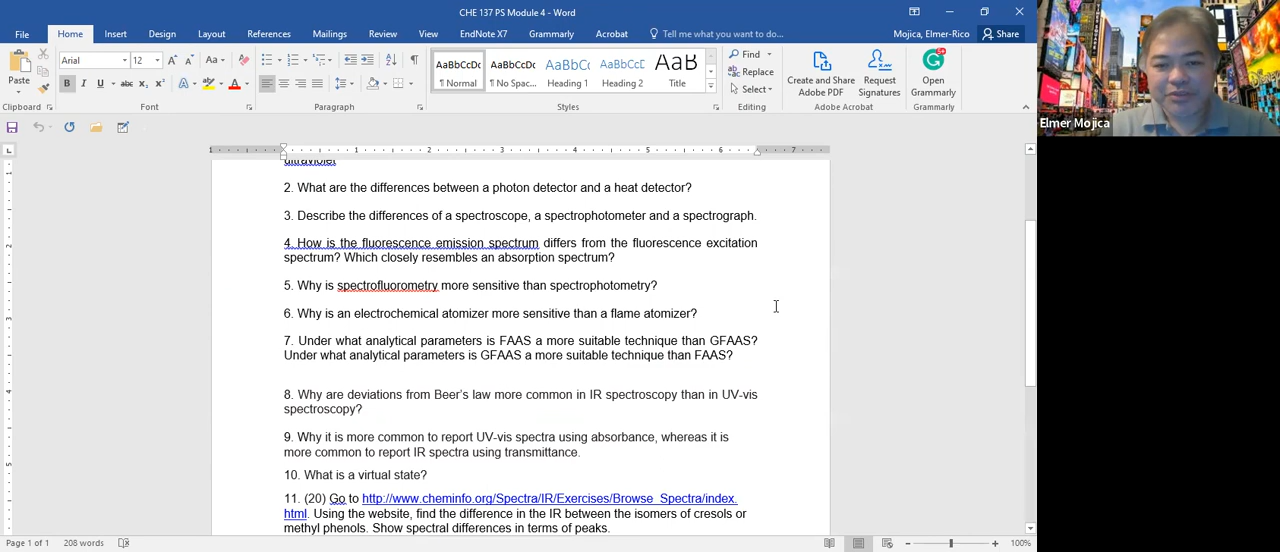 CHE 137 PS Module 4 - Word
File Home Insert Design Layout References Mailings Review View EndNote X7 Grammarly Acrobat Tell me what you want to do... Mojica, Elmer-Rico Share
Arial 12
Paste
AaBbCcDc AaBbCcDc AaBbC AaBbCcC AaB
¶ Normal ¶ No Spac... Heading 1 Heading 2 Title
Find
Replace
Select
Create and Share
Adobe PDF
Request
Signatures
Open
Grammarly
Clipboard Font Paragraph Styles Editing Adobe Acrobat Grammarly
Elmer Mojica
ultraviolet
2. What are the differences between a photon detector and a heat detector?
3. Describe the differences of a spectroscope, a spectrophotometer and a spectrograph.
4. How is the fluorescence emission spectrum differs from the fluorescence excitation
spectrum? Which closely resembles an absorption spectrum?
5. Why is spectrofluorometry more sensitive than spectrophotometry?
6. Why is an electrochemical atomizer more sensitive than a flame atomizer?
7. Under what analytical parameters is FAAS a more suitable technique than GFAAS?
Under what analytical parameters is GFAAS a more suitable technique than FAAS?
8. Why are deviations from Beer's law more common in IR spectroscopy than in UV-vis
spectroscopy?
9. Why it is more common to report UV-vis spectra using absorbance, whereas it is
more common to report IR spectra using transmittance.
10. What is a virtual state?
11. (20) Go to http://www.cheminfo.org/Spectra/IR/Exercises/Browse_Spectra/index.
html. Using the website, find the difference in the IR between the isomers of cresols or
methyl phenols. Show spectral differences in terms of peaks.
Page 1 of 1 208 words 100%